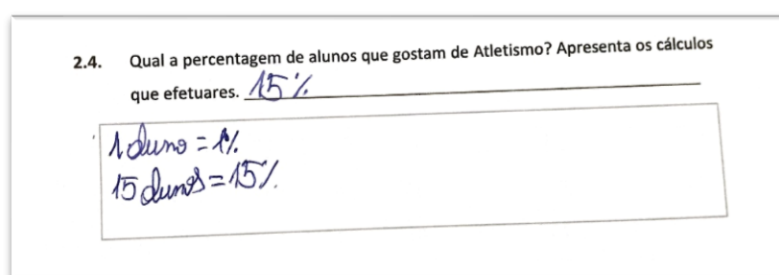 2.4. Qual a percentagem de alunos que gostam de Atletismo? Apresenta os cálculos
que efetuares. 15%
1 aluno = 1%
15 alunos = 15%